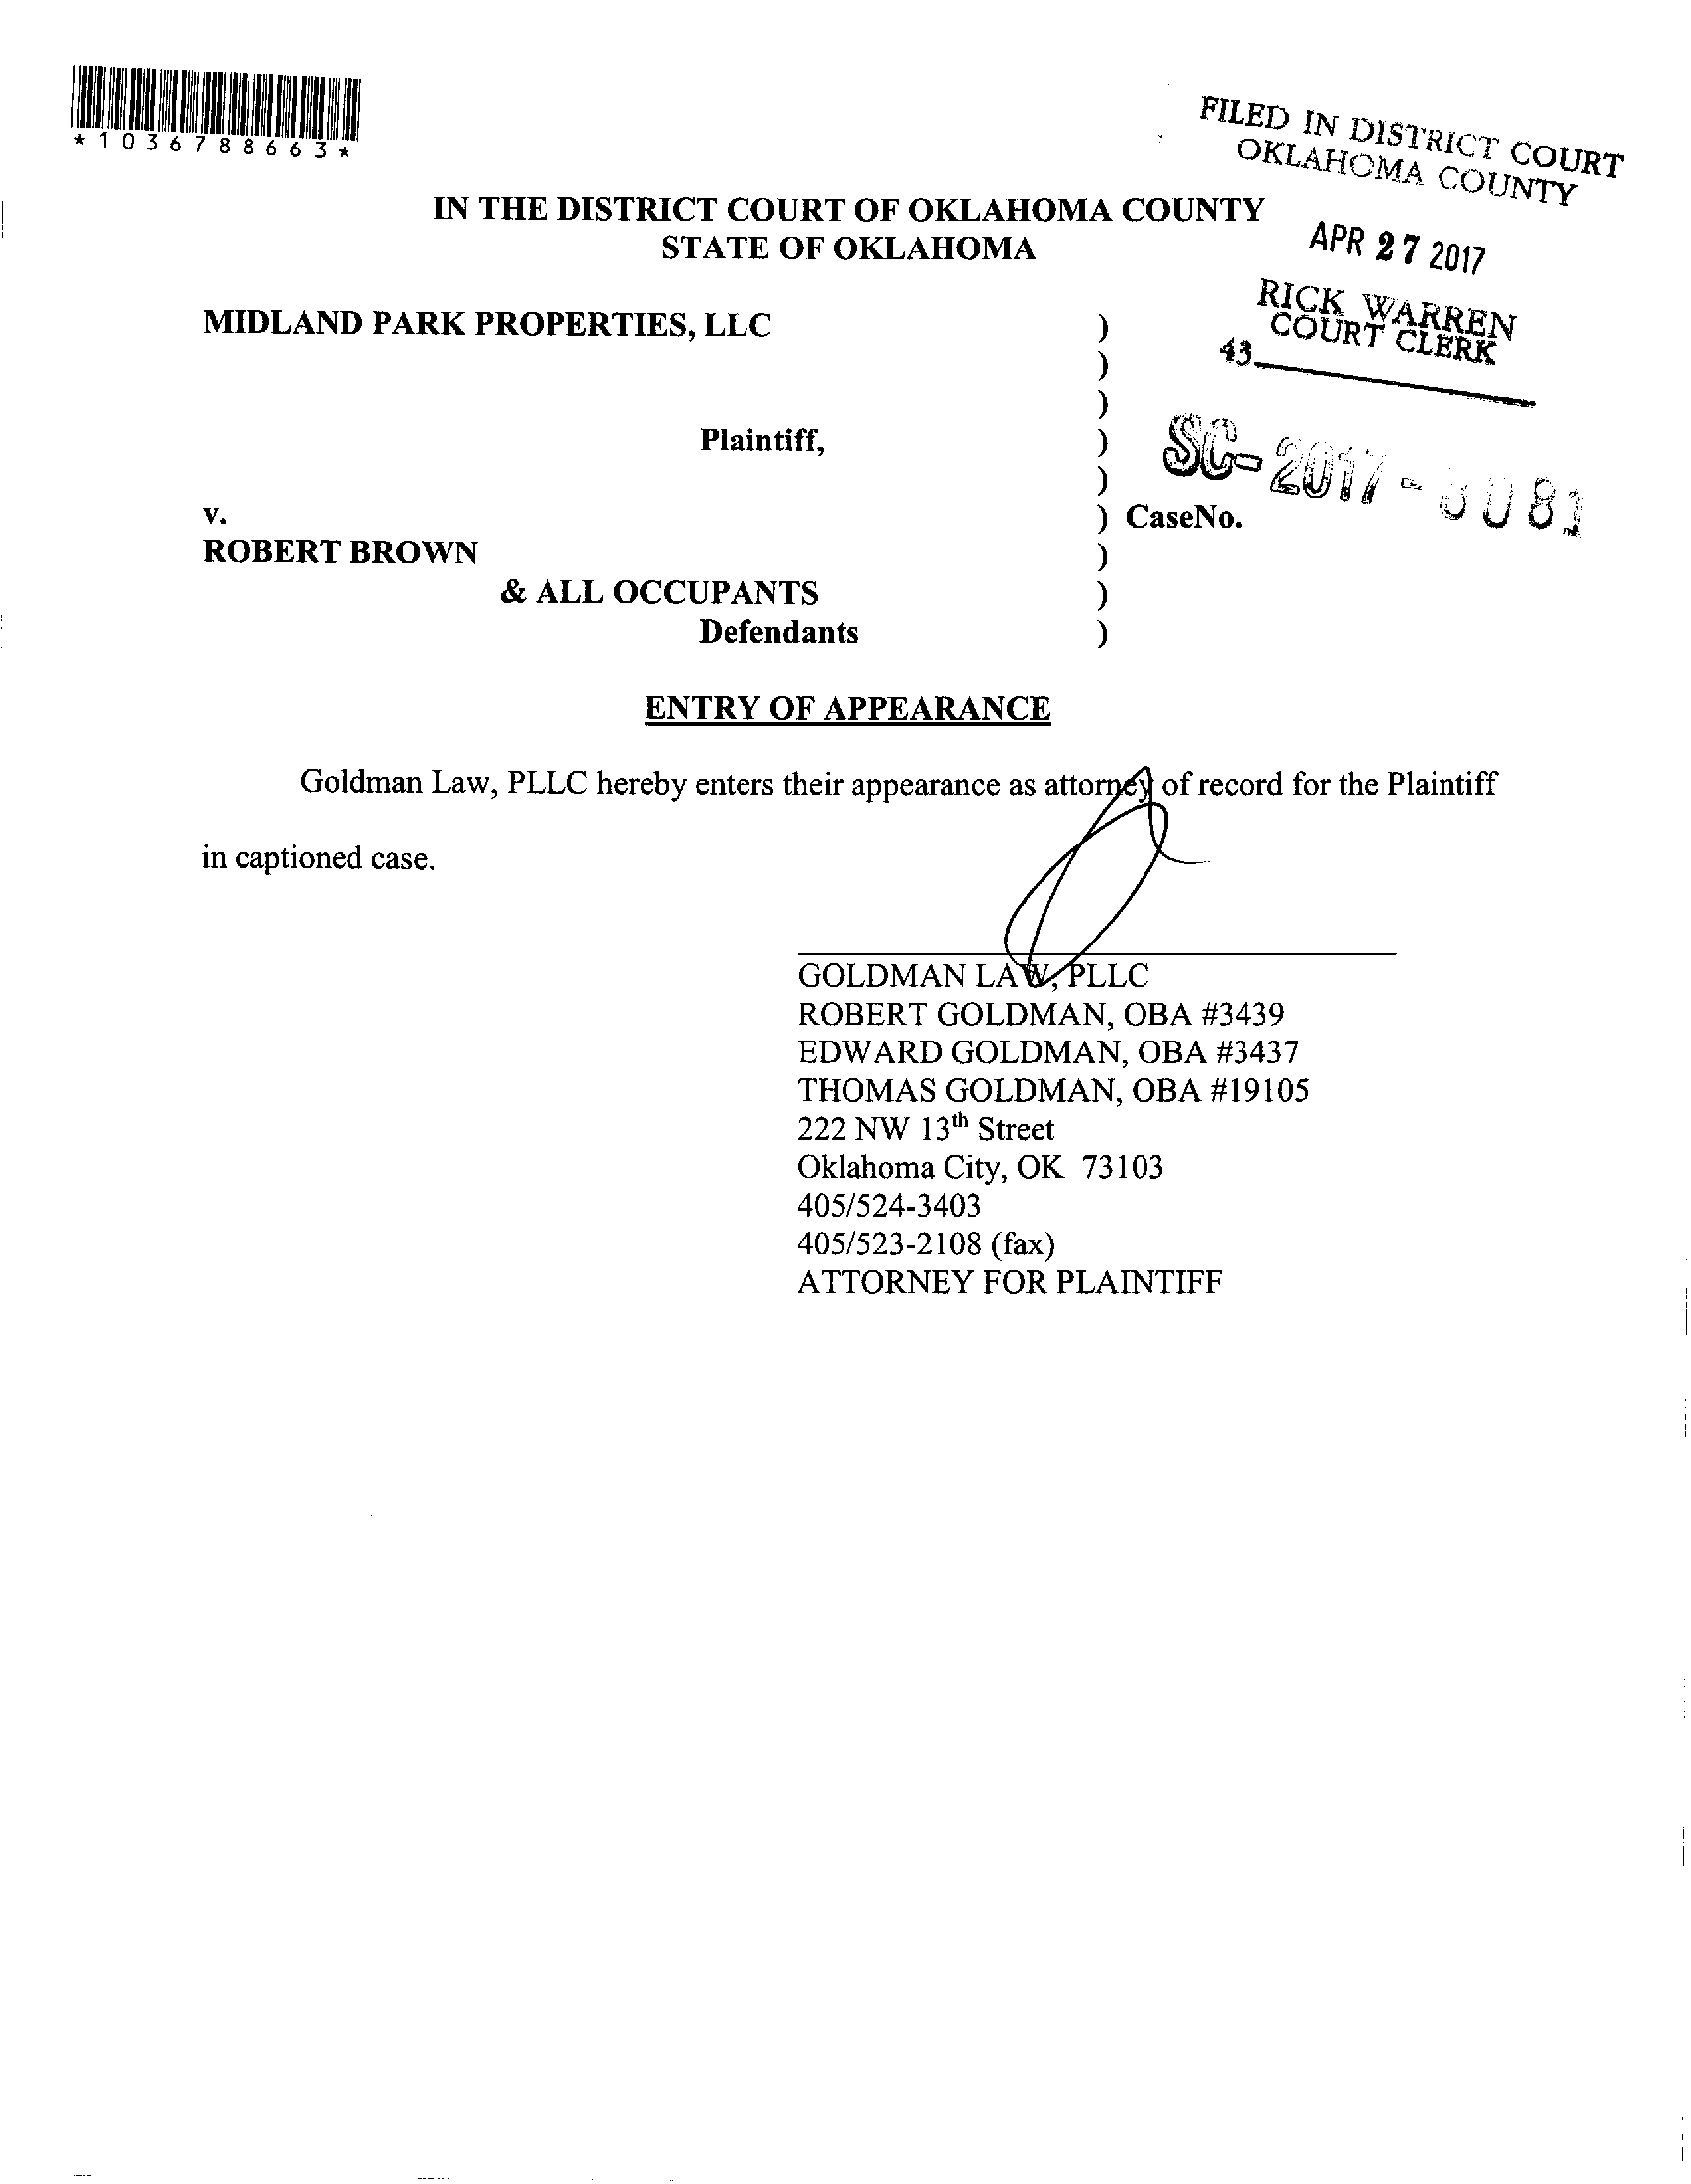 *1036788663*
FILED IN DISTRICT COURT
OKLAHOMA COUNTY
IN THE DISTRICT COURT OF OKLAHOMA COUNTY
STATE OF OKLAHOMA
APR 27 2017
RICK WARREN
COURT CLERK
43
MIDLAND PARK PROPERTIES, LLC )
)
)
Plaintiff, )
)
SC-2017-
v. ) CaseNo.
ROBERT BROWN )
& ALL OCCUPANTS )
Defendants )
ENTRY OF APPEARANCE
Goldman Law, PLLC hereby enters their appearance as attorney of record for the Plaintiff
in captioned case.
GOLDMAN LAW, PLLC
ROBERT GOLDMAN, OBA #3439
EDWARD GOLDMAN, OBA #3437
THOMAS GOLDMAN, OBA #19105
222 NW 13th Street
Oklahoma City, OK 73103
405/524-3403
405/523-2108 (fax)
ATTORNEY FOR PLAINTIFF